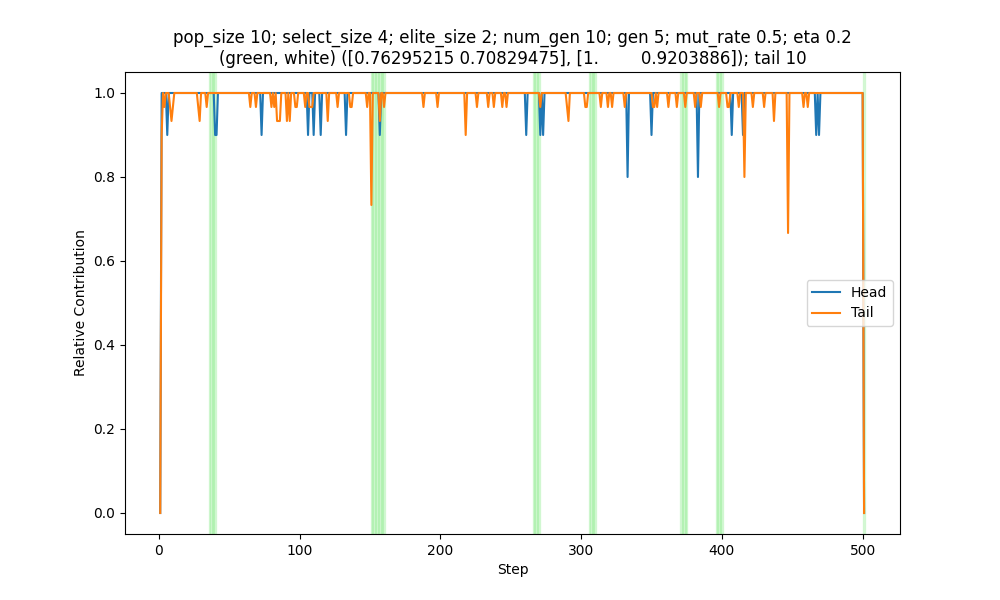 pop_size 10; select_size 4; elite_size 2; num_gen 10; gen 5; mut_rate 0.5; eta 0.2
(green, white) ([0.76295215 0.70829475], [1.        0.9203886]); tail 10
1.0
0.8
0.6
0.4
0.2
0.0
Relative Contribution
Head
Tail
0 100 200 300 400 500
Step